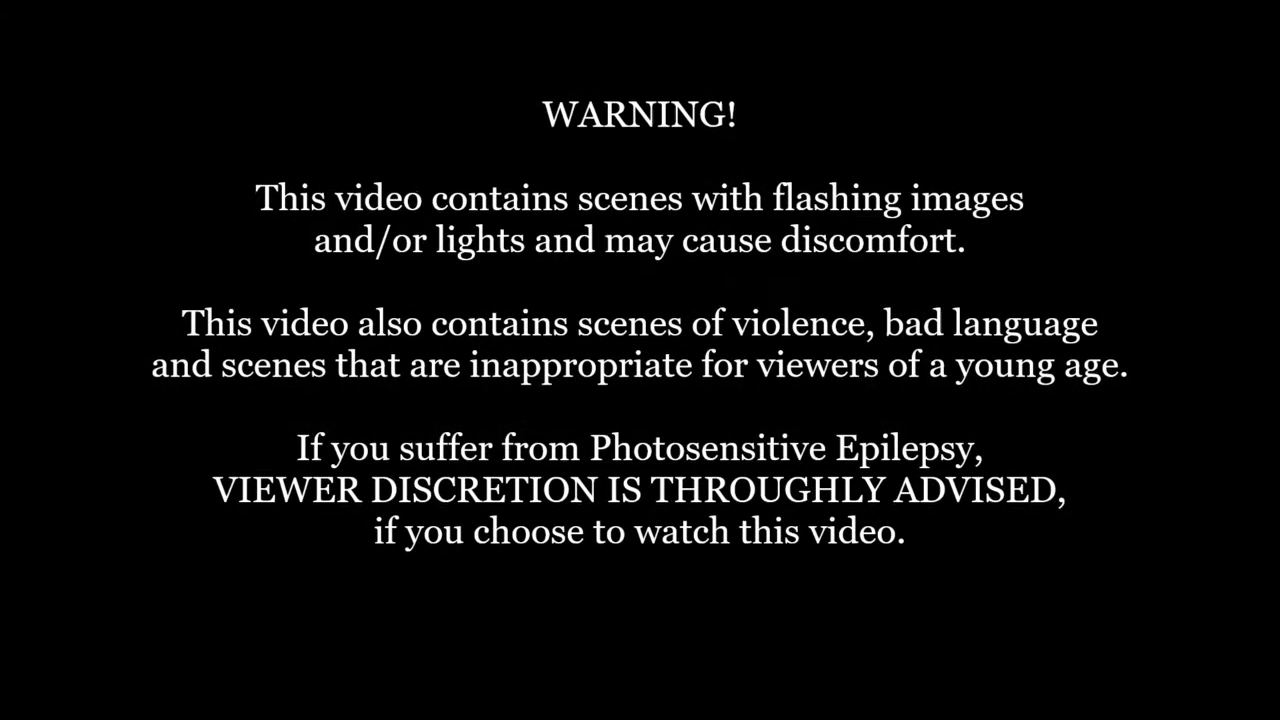 WARNING!
This video contains scenes with flashing images
and/or lights and may cause discomfort.
This video also contains scenes of violence, bad language
and scenes that are inappropriate for viewers of a young age.
If you suffer from Photosensitive Epilepsy,
VIEWER DISCRETION IS THROUGHLY ADVISED,
if you choose to watch this video.